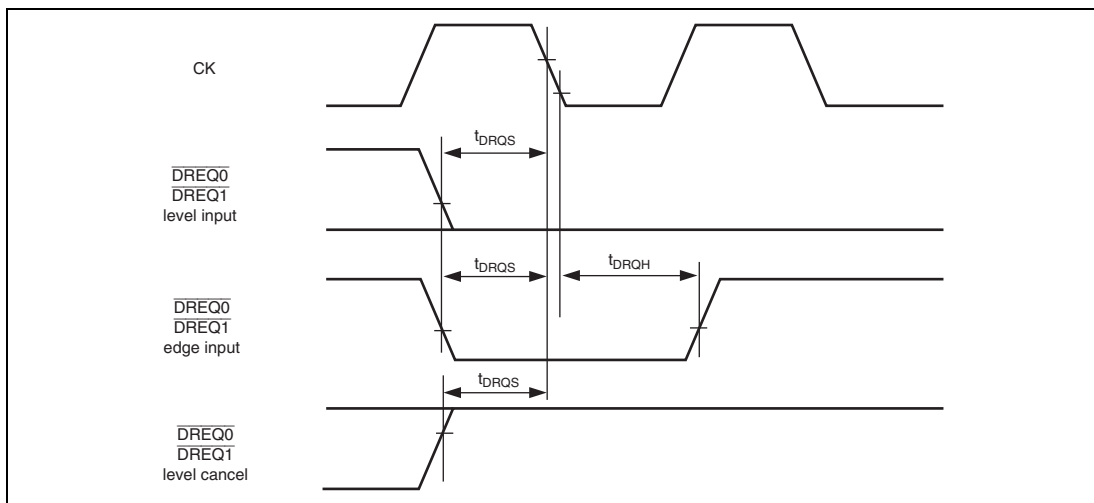 CK
tDRQS
DREQ0
DREQ1
level input
tDRQS
tDRQH
DREQ0
DREQ1
edge input
tDRQS
DREQ0
DREQ1
level cancel